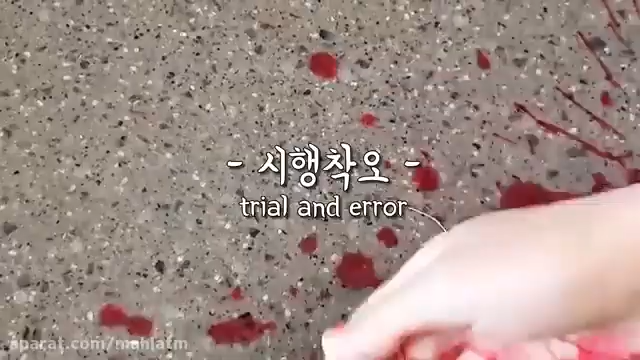 - 시행착오 -
trial and error
aparat.com/mahlatm